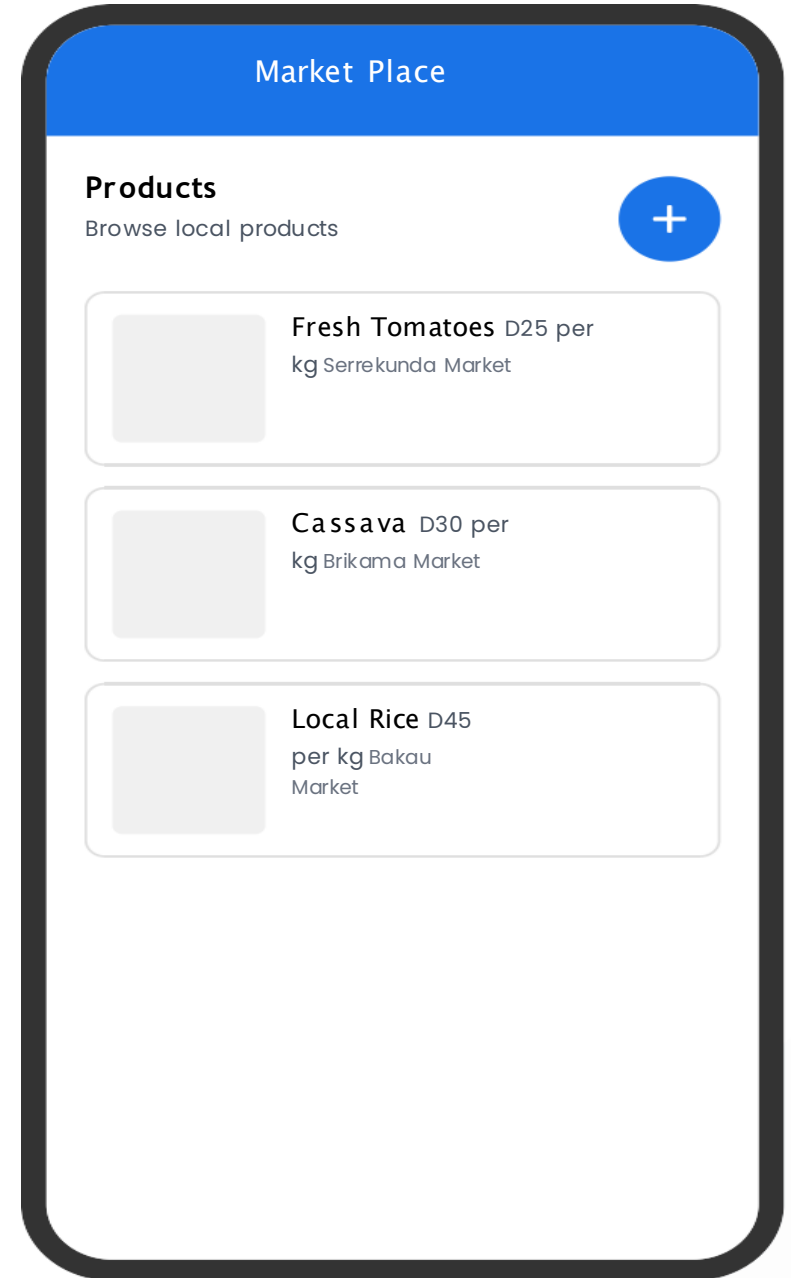 Market Place
Products
Browse local products
Fresh Tomatoes D25 per
kg Serrekunda Market
Cassava D30 per
kg Brikama Market
Local Rice D45
per kg Bakau
Market